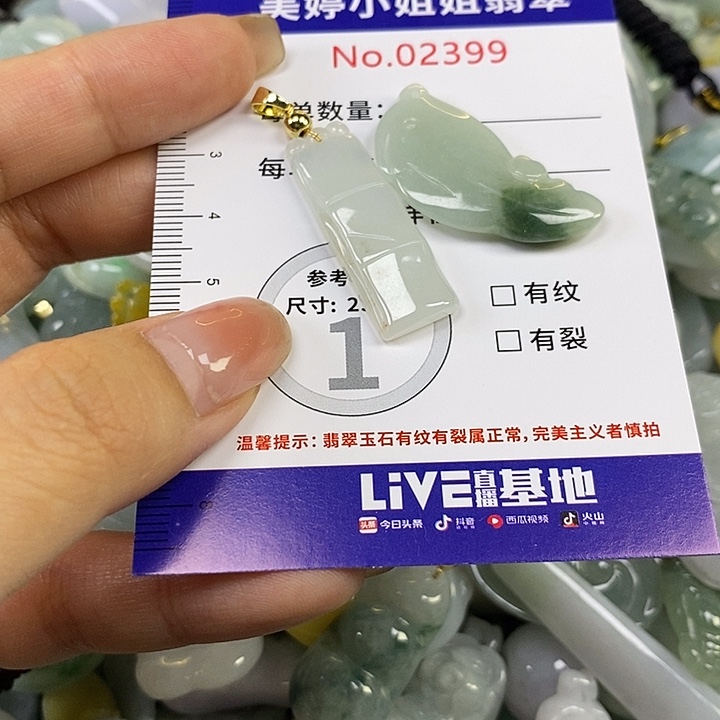 美婷小姐姐翡翠
No.02399
单数量:
每
3
4
5
参考
尺寸: 2
1
□ 有纹
□ 有裂
温馨提示: 翡翠玉石有纹有裂属正常, 完美主义者慎拍
LiVE直播基地
头条 今日头条 抖音 西瓜视频 火山